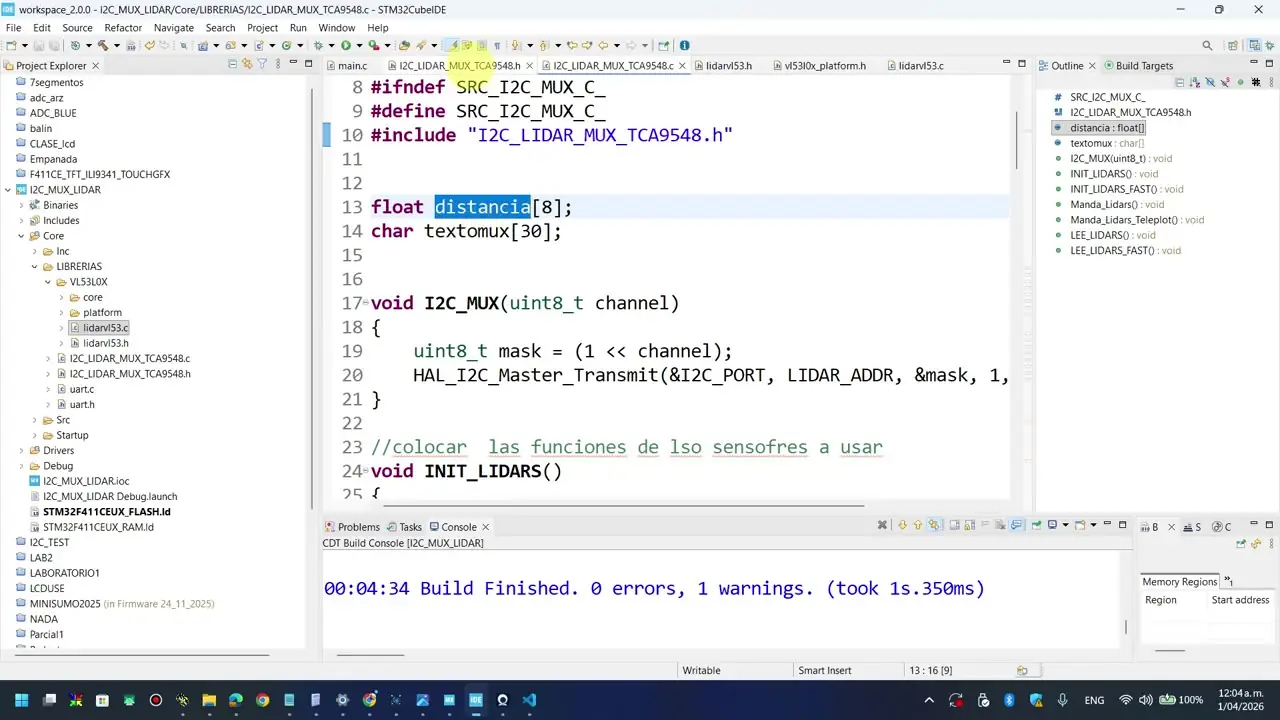 workspace_2.0.0 - I2C_MUX_LIDAR/Core/LIBRERIAS/I2C_LIDAR_MUX_TCA9548.c - STM32CubeIDE
File Edit Source Refactor Navigate Search Project Run Window Help
Project Explorer
7segmentos
adc_arz
ADC_BLUE
balin
CLASE_lcd
Empanada
F411CE_TFT_ILI9341_TOUCHGFX
I2C_MUX_LIDAR
Binaries
Includes
Core
Inc
LIBRERIAS
VL53L0X
core
platform
lidarvl53.c
lidarvl53.h
I2C_LIDAR_MUX_TCA9548.c
I2C_LIDAR_MUX_TCA9548.h
uart.c
uart.h
Src
Startup
Drivers
Debug
I2C_MUX_LIDAR.ioc
I2C_MUX_LIDAR Debug.launch
STM32F411CEUX_FLASH.ld
STM32F411CEUX_RAM.ld
I2C_TEST
LAB2
LABORATORIO1
LCDUSE
MINISUMO2025 (in Firmware 24_11_2025)
NADA
Parcial1
main.c I2C_LIDAR_MUX_TCA9548.h I2C_LIDAR_MUX_TCA9548.c lidarvl53.h vl53l0x_platform.h lidarvl53.c
8 #ifndef SRC_I2C_MUX_C_
9 #define SRC_I2C_MUX_C_
10 #include "I2C_LIDAR_MUX_TCA9548.h"
11
12
13 float distancia[8];
14 char textomux[30];
15
16
17 void I2C_MUX(uint8_t channel)
18 {
19 uint8_t mask = (1 << channel);
20 HAL_I2C_Master_Transmit(&I2C_PORT, LIDAR_ADDR, &mask, 1,
21 }
22
23 //colocar las funciones de lso sensofres a usar
24 void INIT_LIDARS()
25 {
Outline Build Targets
SRC_I2C_MUX_C_
I2C_LIDAR_MUX_TCA9548.h
distancia : float[]
textomux : char[]
I2C_MUX(uint8_t) : void
INIT_LIDARS() : void
INIT_LIDARS_FAST() : void
Manda_Lidars() : void
Manda_Lidars_Teleplot() : void
LEE_LIDARS() : void
LEE_LIDARS_FAST() : void
Problems Tasks Console
CDT Build Console [I2C_MUX_LIDAR]
00:04:34 Build Finished. 0 errors, 1 warnings. (took 1s.350ms)
B S C
Memory Regions
Region Start address
Writable Smart Insert 13 : 16 [9]
ENG 100% 12:04 a.m.
1/04/2026